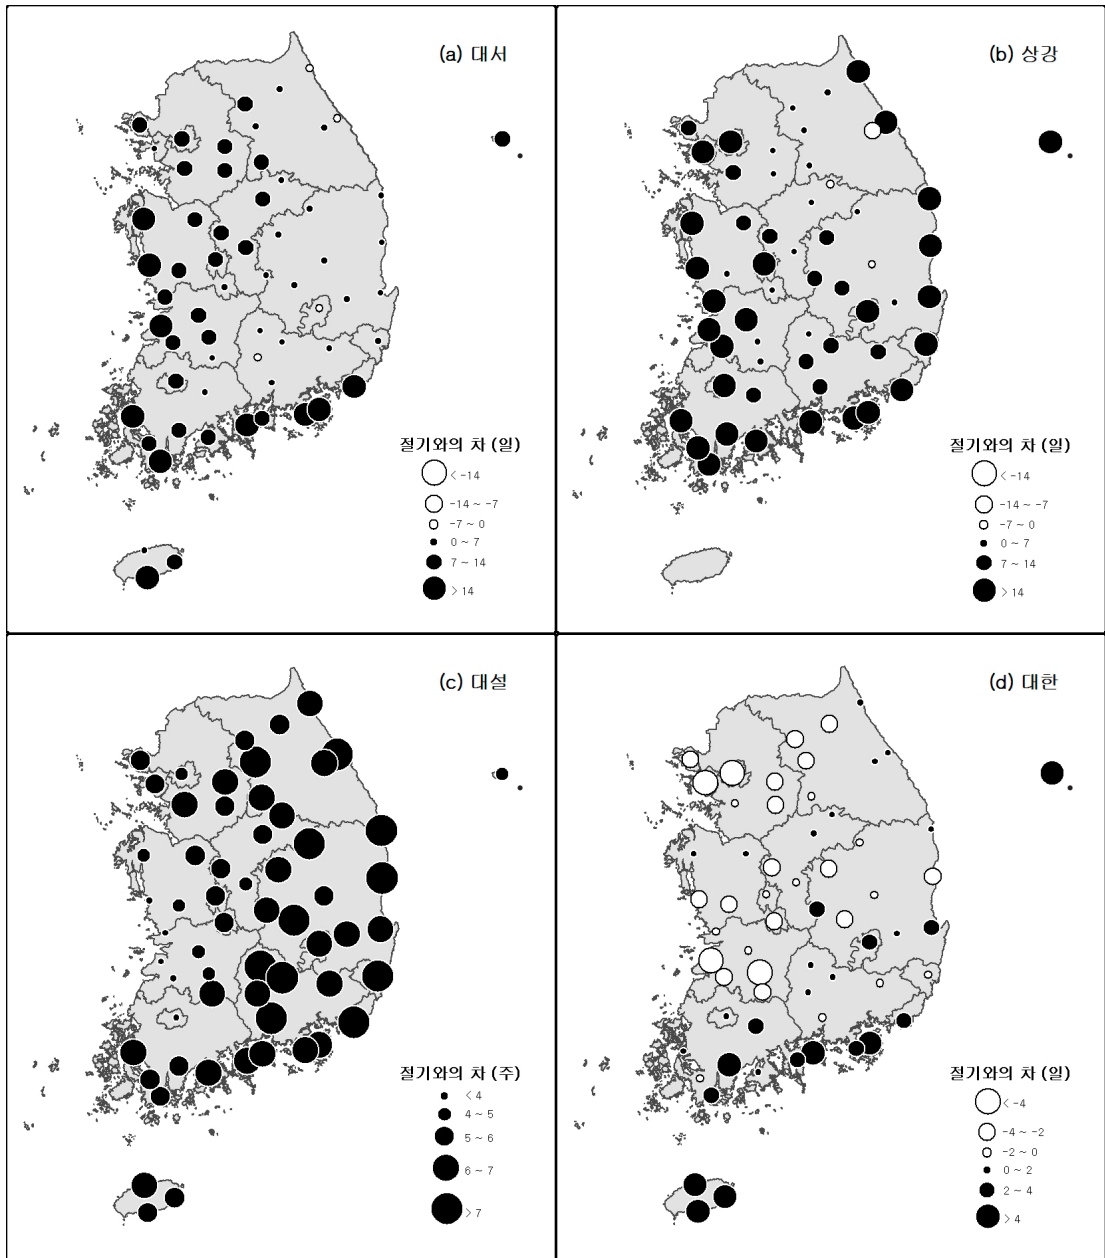 (a) 대서
절기와의 차 (일)
< -14
-14 ~ -7
-7 ~ 0
0 ~ 7
7 ~ 14
> 14
(b) 상강
절기와의 차 (일)
< -14
-14 ~ -7
-7 ~ 0
0 ~ 7
7 ~ 14
> 14
(c) 대설
절기와의 차 (주)
< 4
4 ~ 5
5 ~ 6
6 ~ 7
> 7
(d) 대한
절기와의 차 (일)
< -4
-4 ~ -2
-2 ~ 0
0 ~ 2
2 ~ 4
> 4